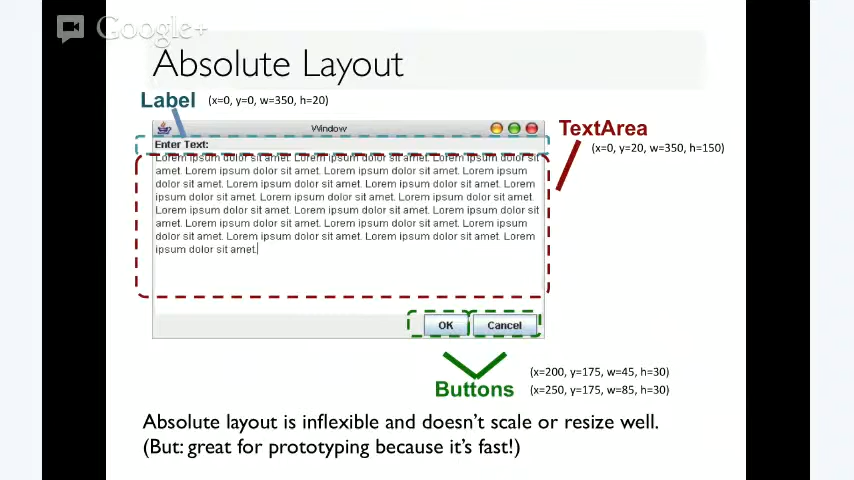 Google+
Absolute Layout
Label (x=0, y=0, w=350, h=20)
Window
TextArea
(x=0, y=20, w=350, h=150)
Enter Text:
Lorem ipsum dolor sit amet. Lorem ipsum dolor sit amet. Lorem ipsum dolor sit
amet. Lorem ipsum dolor sit amet. Lorem ipsum dolor sit amet. Lorem ipsum
dolor sit amet. Lorem ipsum dolor sit amet. Lorem ipsum dolor sit amet. Lorem
ipsum dolor sit amet. Lorem ipsum dolor sit amet. Lorem ipsum dolor sit amet.
Lorem ipsum dolor sit amet. Lorem ipsum dolor sit amet. Lorem ipsum dolor sit
amet. Lorem ipsum dolor sit amet. Lorem ipsum dolor sit amet. Lorem ipsum
dolor sit amet. Lorem ipsum dolor sit amet. Lorem ipsum dolor sit amet. Lorem
ipsum dolor sit amet.
OK Cancel
Buttons
(x=200, y=175, w=45, h=30)
(x=250, y=175, w=85, h=30)
Absolute layout is inflexible and doesn't scale or resize well.
(But: great for prototyping because it's fast!)